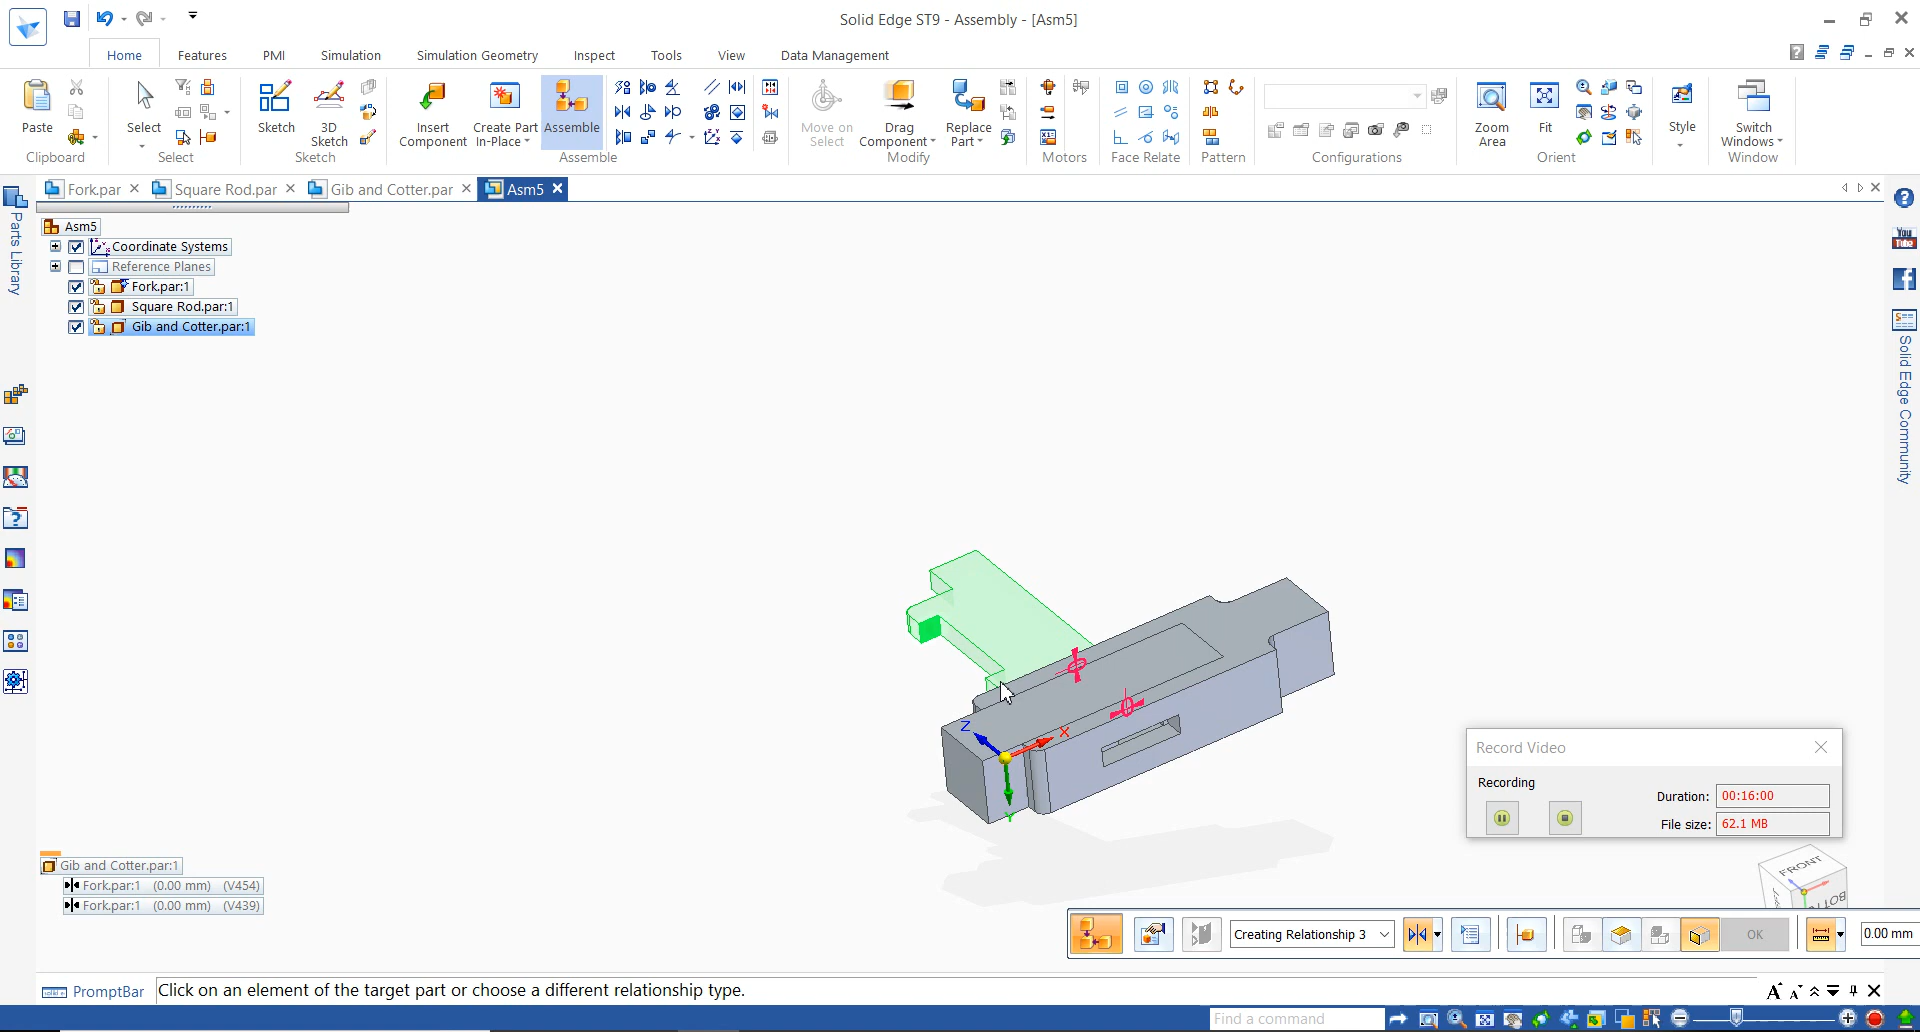 Solid Edge ST9 - Assembly - [Asm5]
Home
Features
PMI
Simulation
Simulation Geometry
Inspect
Tools
View
Data Management
Paste
Clipboard
Select
Select
Sketch
3D
Sketch
Sketch
Insert
Component
Create Part
In-Place
Assemble
Assemble
Move on
Select
Drag
Component
Replace
Part
Modify
Motors
Face Relate
Pattern
Configurations
Zoom
Area
Fit
Orient
Style
Switch
Windows
Window
Fork.par
Square Rod.par
Gib and Cotter.par
Asm5
Parts Library
Asm5
Coordinate Systems
Reference Planes
Fork.par:1
Square Rod.par:1
Gib and Cotter.par:1
You
Tube
Solid Edge Community
Z
X
Y
Record Video
Recording
Duration: 00:16:00
File size: 62.1 MB
FRONT
BOTTO
Gib and Cotter.par:1
Fork.par:1 (0.00 mm) (V454)
Fork.par:1 (0.00 mm) (V439)
Creating Relationship 3
OK
0.00 mm
PromptBar
Click on an element of the target part or choose a different relationship type.
Find a command